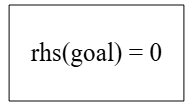 rhs(goal) = 0